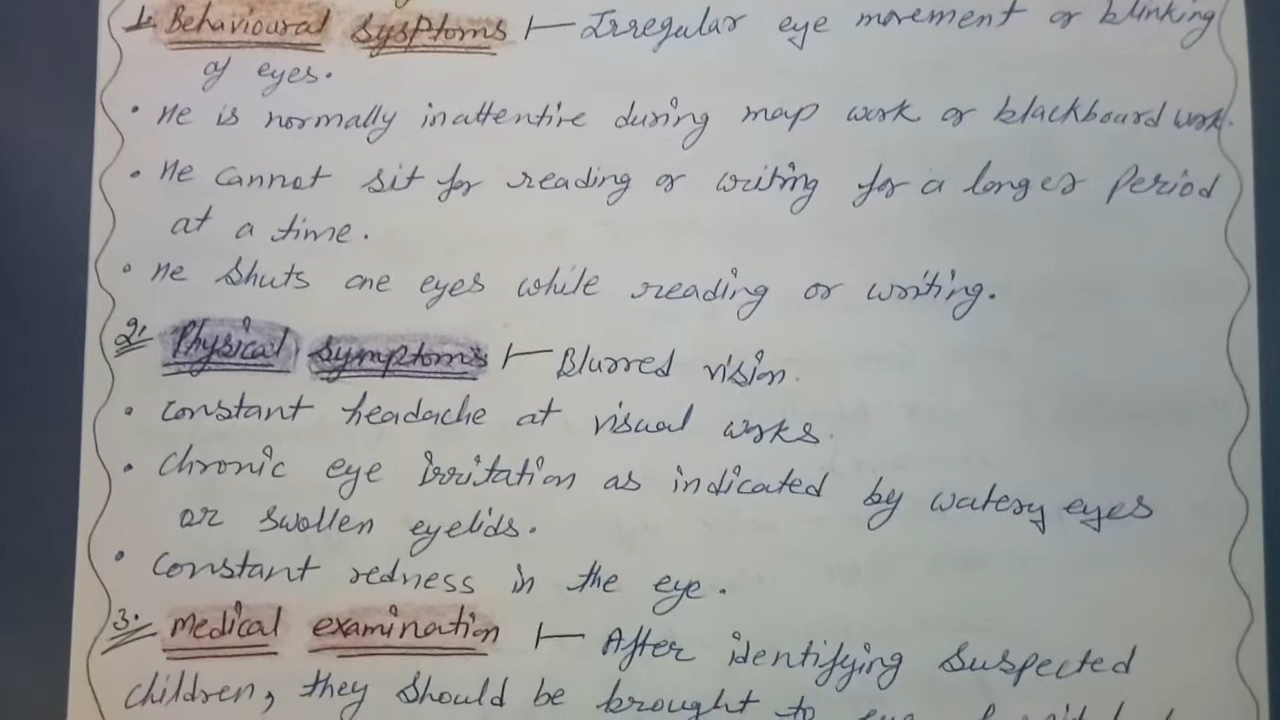 1. Behavioural Sysptoms :— Irregular eye movement or blinking
of eyes.
• He is normally inattentive during map work or blackboard work.
• He cannot sit for reading or writing for a longer period
at a time.
• He shuts one eyes while reading or writing.
2. Physical symptoms :— Blurred vision.
• Constant headache at visual works.
• Chronic eye irritation as indicated by watery eyes
or swollen eyelids.
• Constant redness in the eye.
3. Medical examination :— After identifying suspected
children, they should be brought to